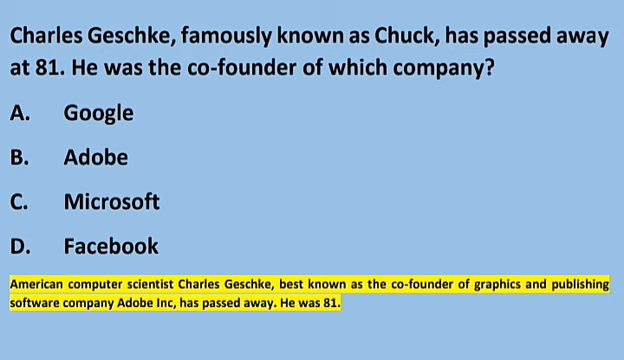 Charles Geschke, famously known as Chuck, has passed away
at 81. He was the co-founder of which company?
A. Google
B. Adobe
C. Microsoft
D. Facebook
American computer scientist Charles Geschke, best known as the co-founder of graphics and publishing
software company Adobe Inc, has passed away. He was 81.